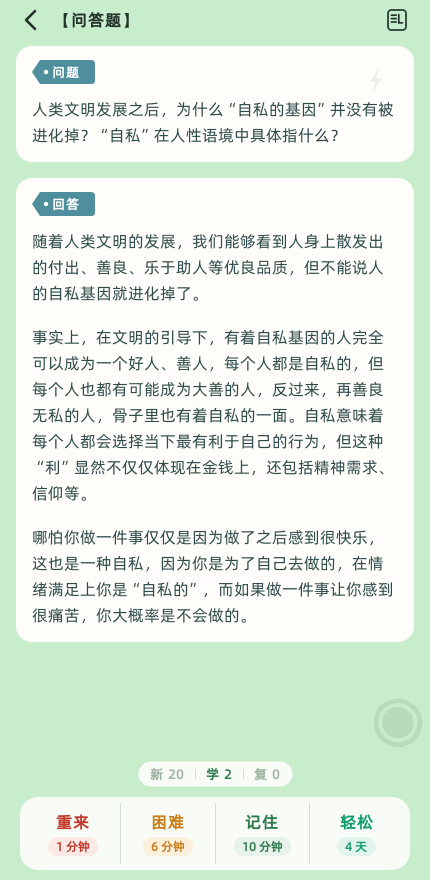 【问答题】
• 问题
人类文明发展之后，为什么“自私的基因”并没有被
进化掉？“自私”在人性语境中具体指什么？
• 回答
随着人类文明的发展，我们能够看到人身上散发出
的付出、善良、乐于助人等优良品质，但不能说人
的自私基因就进化掉了。
事实上，在文明的引导下，有着自私基因的人完全
可以成为一个好人、善人，每个人都是自私的，但
每个人也都有可能成为大善的人，反过来，再善良
无私的人，骨子里也有着自私的一面。自私意味着
每个人都会选择当下最有利于自己的行为，但这种
“利”显然不仅仅体现在金钱上，还包括精神需求、
信仰等。
哪怕你做一件事仅仅是因为做了之后感到很快乐，
这也是一种自私，因为你是为了自己去做的，在情
绪满足上你是“自私的”，而如果做一件事让你感到
很痛苦，你大概率是不会做的。
新 20 学 2 复 0
重来 困难 记住 轻松
1 分钟 6 分钟 10 分钟 4 天